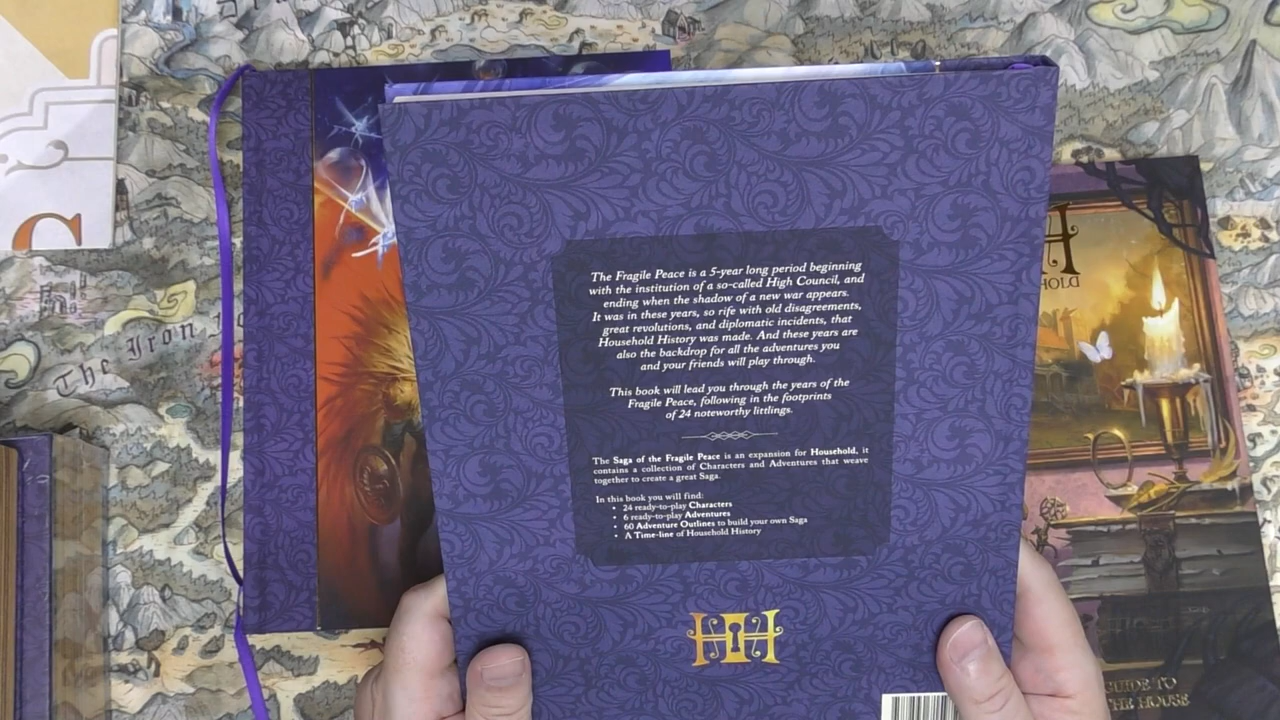 The Fragile Peace is a 5-year long period beginning
with the institution of a so-called High Council, and
ending when the shadow of a new war appears.
It was in these years, so rife with old disagreements,
great revolutions, and diplomatic incidents, that
Household History was made. And these years are
also the backdrop for all the adventures you
and your friends will play through.
This book will lead you through the years of the
Fragile Peace, following in the footprints
of 24 noteworthy littlings.
The Saga of the Fragile Peace is an expansion for Household, it
contains a collection of Characters and Adventures that weave
together to create a great Saga.
In this book you will find:
• 24 ready-to-play Characters
• 6 ready-to-play Adventures
• 60 Adventure Outlines to build your own Saga
• A Time-line of Household History
HH
The Iron
S
H
HOLD
GUIDE TO
THE HOUSE